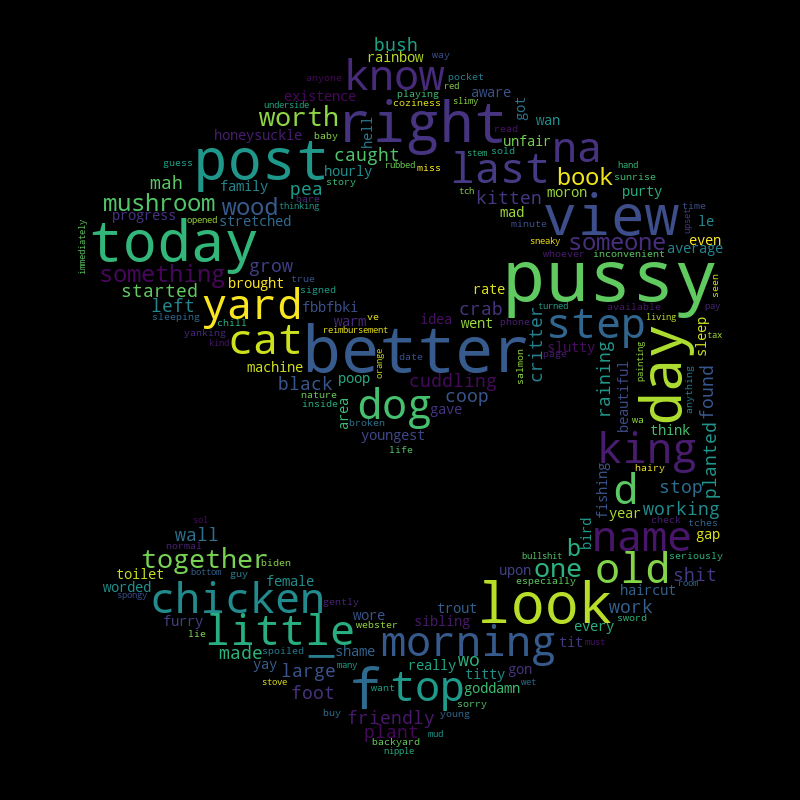 bush
rainbow
way
know
anyone
pocket
red
aware
playing
existence
coziness
slimy
underside
right
got
worth
honeysuckle
baby
hell
read
wan
post
caught
rubbed
last
stem
sold
unfair
na
hand
guess
hourly
miss
story
tch
book
sunrise
mah
family
pea
kitten
moron
purty
mushroom
wood
bare
thinking
mad
view
time
progress
opened
stretched
minute
le
upset
immediately
today
sneaky
someone
even
average
whoever
inconvenient
something
grow
pussy
seen
started
brought
true
signed
rate
available
pay
left
yard
fbbfbki
ve
crab
turned
living
sleeping
chill
warm
idea
went
step
sleep
yanking
reimbursement
phone
tax
cat
kind
better
critter
slutty
day
machine
date
orange
salmon
page
painting
anything
black
poop
cuddling
nature
inside
dog
coop
raining
beautiful
found
area
gave
broken
youngest
wa
think
life
king
planted
hairy
fishing
d
stop
year
working
sol
check
tches
wall
normal
bird
name
gap
together
biden
b
bullshit
seriously
toilet
bottom
guy
female
upon
one
old
shit
especially
room
worded
spongy
chicken
gently
look
haircut
furry
wore
trout
sibling
work
sword
lie
little
webster
every
made
spoiled
shame
morning
tit
must
yay
large
many
really
wo
gon
stove
foot
f
want
top
titty
wet
goddamn
_
buy
friendly
young
sorry
plant
mud
backyard
nipple